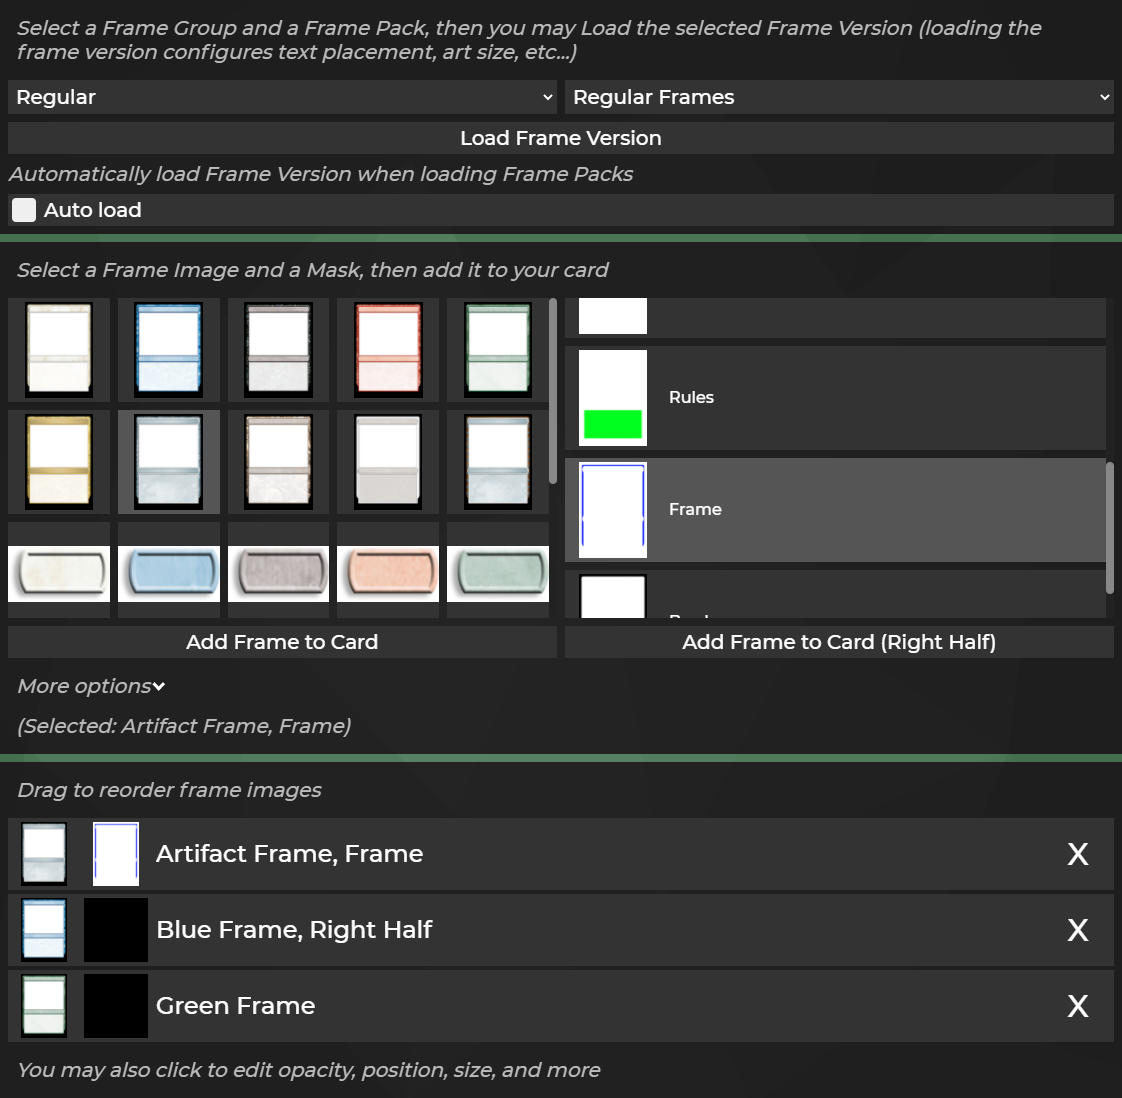 Select a Frame Group and a Frame Pack, then you may Load the selected Frame Version (loading the
frame version configures text placement, art size, etc...)
Regular
Regular Frames
Load Frame Version
Automatically load Frame Version when loading Frame Packs
Auto load
Select a Frame Image and a Mask, then add it to your card
Rules
Frame
Add Frame to Card
Add Frame to Card (Right Half)
More options
(Selected: Artifact Frame, Frame)
Drag to reorder frame images
Artifact Frame, Frame
X
Blue Frame, Right Half
X
Green Frame
X
You may also click to edit opacity, position, size, and more